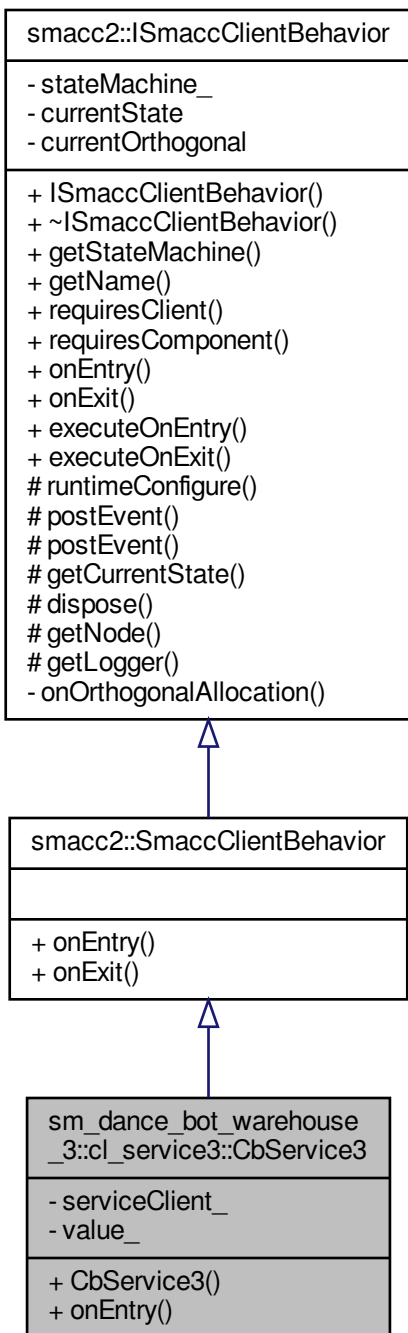 smacc2::ISmaccClientBehavior
- stateMachine_
- currentState
- currentOrthogonal
+ ISmaccClientBehavior()
+ ~ISmaccClientBehavior()
+ getStateMachine()
+ getName()
+ requiresClient()
+ requiresComponent()
+ onEntry()
+ onExit()
+ executeOnEntry()
+ executeOnExit()
# runtimeConfigure()
# postEvent()
# postEvent()
# getCurrentState()
# dispose()
# getNode()
# getLogger()
- onOrthogonalAllocation()
smacc2::SmaccClientBehavior
+ onEntry()
+ onExit()
sm_dance_bot_warehouse
_3::cl_service3::CbService3
- serviceClient_
- value_
+ CbService3()
+ onEntry()